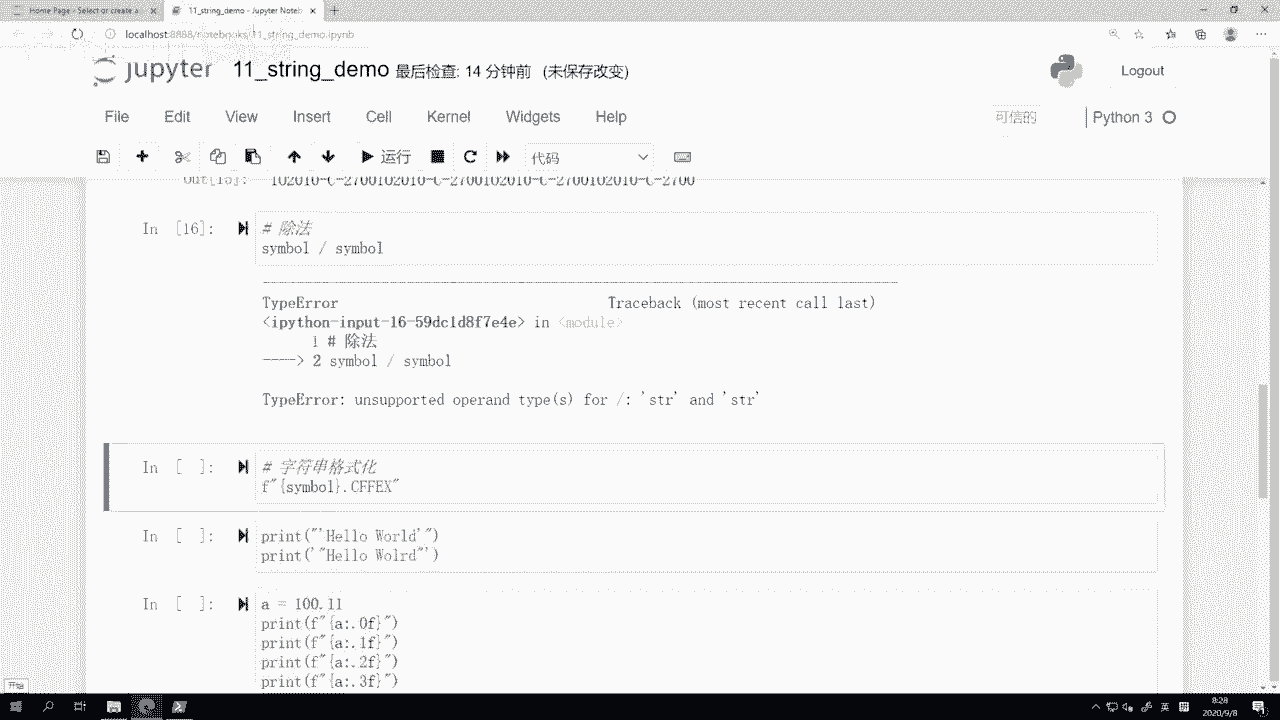 Home Page - Select or create a
11_string_demo - Jupyter Notebo
localhost:8888/notebooks/11_string_demo.ipynb
jupyter 11_string_demo 最后检查: 14 分钟前 (未保存改变)
Logout
File Edit View Insert Cell Kernel Widgets Help
可信的 Python 3
运行 代码
Out[15]: 'IO2010-C-4700IO2010-C-4700IO2010-C-4700IO2010-C-4700
In [16]: # 除法
symbol / symbol
TypeError Traceback (most recent call last)
<ipython-input-16-59dc1d8f7e4e> in <module>
1 # 除法
----> 2 symbol / symbol
TypeError: unsupported operand type(s) for /: 'str' and 'str'
In [ ]: # 字符串格式化
f"{symbol}.CFFEX"
In [ ]: print("'Hello World'")
print('"Hello Wolrd"')
In [ ]: a = 100.11
print(f"{a:.0f}")
print(f"{a:.1f}")
print(f"{a:.2f}")
print(f"{a:.3f}")
英
8:28
2020/9/8